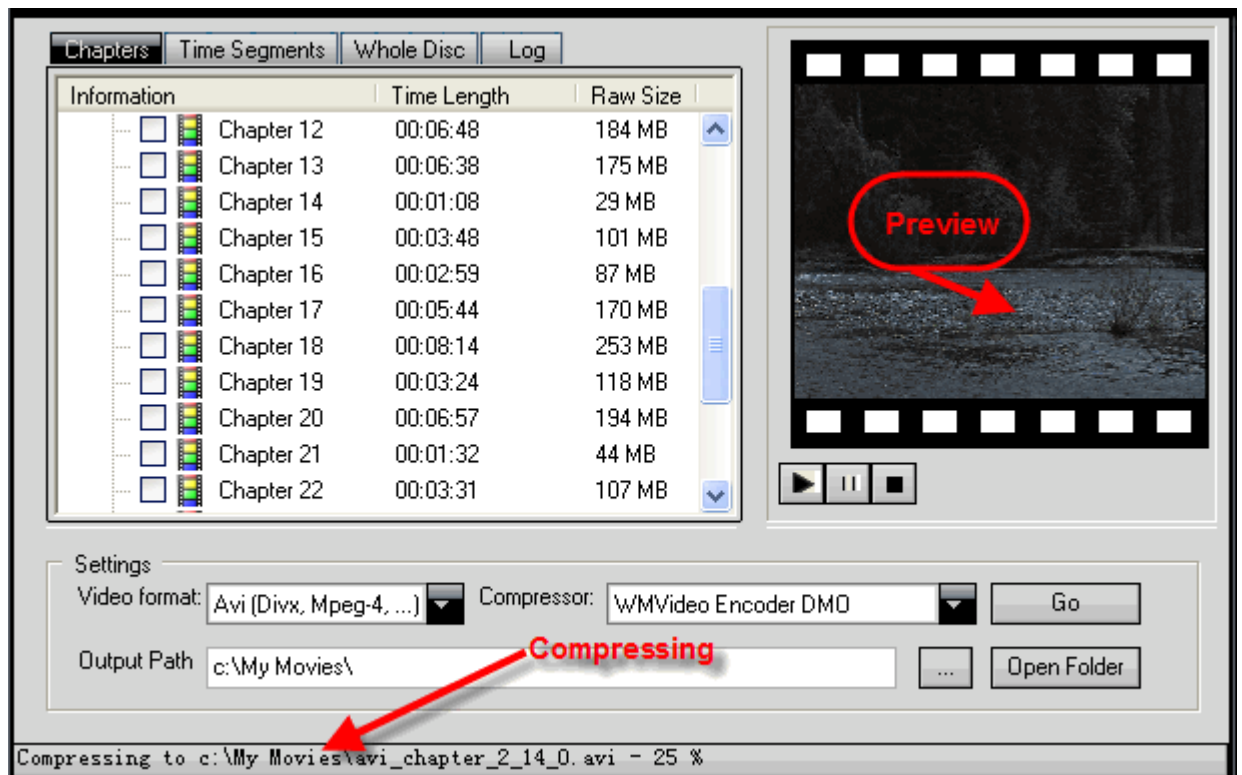 Chapters Time Segments Whole Disc Log
Information Time Length Raw Size
Chapter 12 00:06:48 184 MB
Chapter 13 00:06:38 175 MB
Chapter 14 00:01:08 29 MB
Chapter 15 00:03:48 101 MB
Chapter 16 00:02:59 87 MB
Chapter 17 00:05:44 170 MB
Chapter 18 00:08:14 253 MB
Chapter 19 00:03:24 118 MB
Chapter 20 00:06:57 194 MB
Chapter 21 00:01:32 44 MB
Chapter 22 00:03:31 107 MB
Preview
Settings
Video format: Avi (Divx, Mpeg-4, ...) Compressor: WMVideo Encoder DMO Go
Compressing
Output Path c:\My Movies\ ... Open Folder
Compressing to c:\My Movies\avi_chapter_2_14_0.avi - 25 %